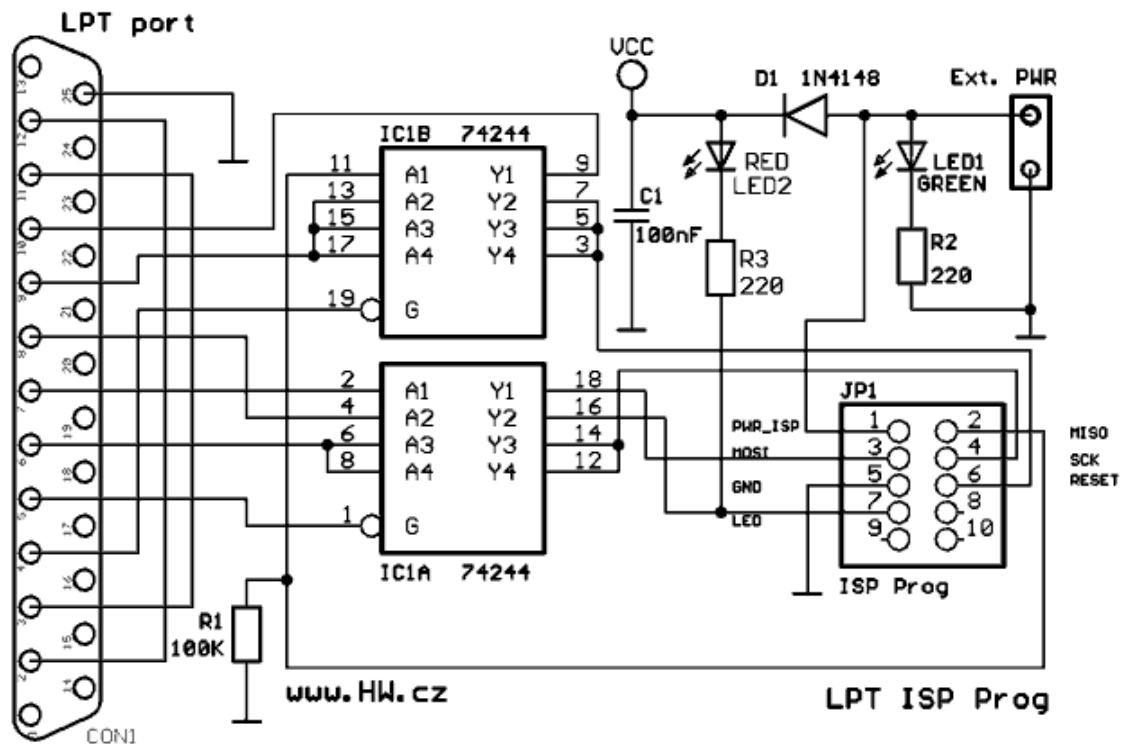 LPT port
VCC
D1 1N4148
Ext. PWR
13
25
12
24
11
23
10
22
9
21
8
20
7
19
6
18
5
17
4
16
3
15
2
14
CON1
IC1B 74244
11 A1 Y1 9
13 A2 Y2 7
15 A3 Y3 5
17 A4 Y4 3
19 G
RED
LED2
LED1
GREEN
C1
100nF
R3
220
R2
220
2 A1 Y1 18
4 A2 Y2 16
6 A3 Y3 14
8 A4 Y4 12
1 G
IC1A 74244
JP1
PWR_ISP 1 2 MISO
MOSI 3 4 SCK
GND 5 6 RESET
LED 7 8
9 10
ISP Prog
R1
100K
www.HW.cz
LPT ISP Prog